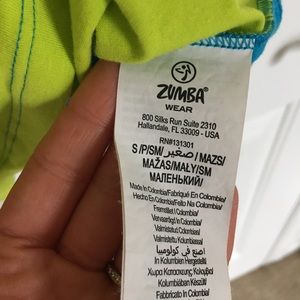 ZUMBA®
WEAR
800 Silks Run Suite 2310
Hallandale, FL 33009 - USA
RN#131301
S /P/SM/ صغير /MAZS/
MAŽAS/MALÝ/SM
МАЛЕНЬКИЙ/
Made In Colombia/Fabriqué En Colombie/
Hecho En Colombia/Feito Na Colombia/
Fremstillet i Colombia/
Vervaardigd in Colombia/
Valmistatud Colombias/
Valmistettu Kolumbiassa/
صنع في كولومبيا
In Kolumbien Hergestellt/
Χώρα Κατασκευής Κολομβία/
Kolumbiában Készült/
Fabbricato In Colombia/